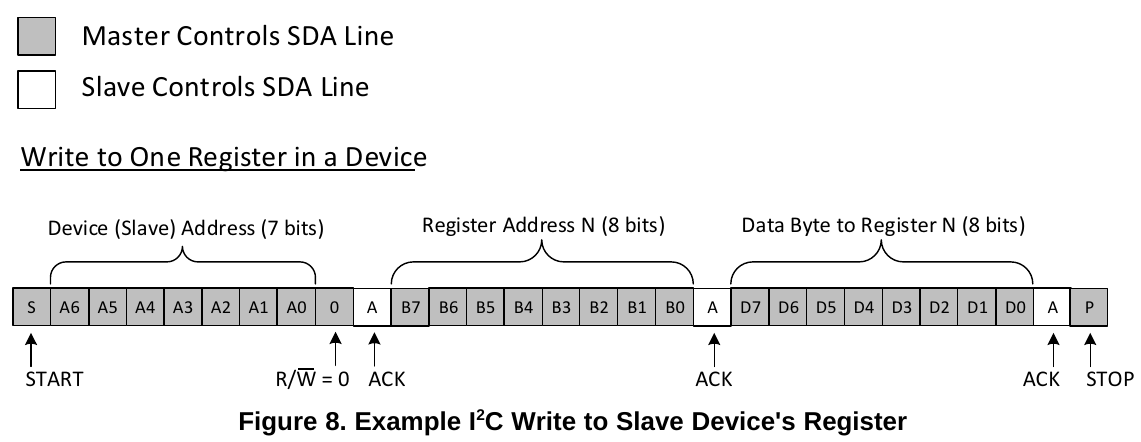 Master Controls SDA Line
Slave Controls SDA Line
Write to One Register in a Device
Device (Slave) Address (7 bits) Register Address N (8 bits) Data Byte to Register N (8 bits)
S A6 A5 A4 A3 A2 A1 A0 0 A B7 B6 B5 B4 B3 B2 B1 B0 A D7 D6 D5 D4 D3 D2 D1 D0 A P
START R/W̅ = 0 ACK ACK ACK STOP
Figure 8. Example I²C Write to Slave Device's Register